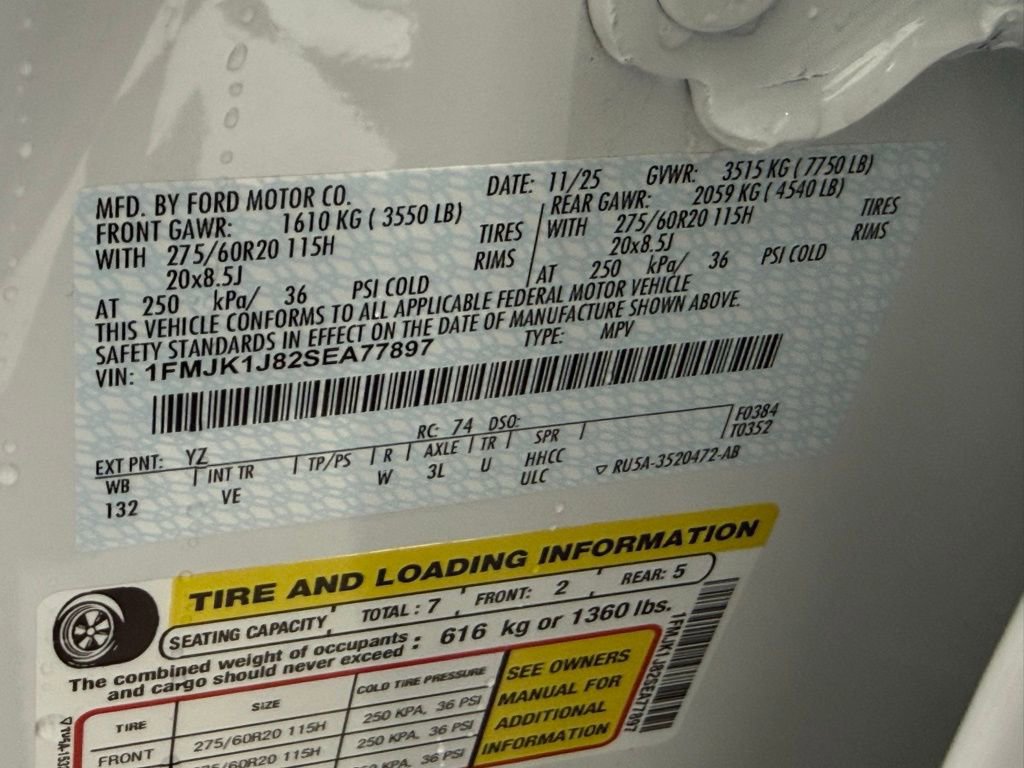 MFD. BY FORD MOTOR CO. DATE: 11/25 GVWR: 3515 KG ( 7750 LB)
FRONT GAWR: 1610 KG ( 3550 LB) REAR GAWR: 2059 KG ( 4540 LB)
WITH 275/60R20 115H TIRES WITH 275/60R20 115H TIRES
20x8.5J RIMS 20x8.5J RIMS
AT 250 kPa/ 36 PSI COLD AT 250 kPa/ 36 PSI COLD
THIS VEHICLE CONFORMS TO ALL APPLICABLE FEDERAL MOTOR VEHICLE
SAFETY STANDARDS IN EFFECT ON THE DATE OF MANUFACTURE SHOWN ABOVE.
VIN: 1FMJK1J82SEA77897 TYPE: MPV
EXT PNT: YZ RC: 74 DSO: F0384
WB INT TR TP/PS R AXLE TR SPR T0352
132 VE W 3L U HHCC RU5A-3520472-AB
ULC
TIRE AND LOADING INFORMATION
SEATING CAPACITY TOTAL : 7 FRONT: 2 REAR: 5
The combined weight of occupants
and cargo should never exceed : 616 kg or 1360 lbs.
TIRE SIZE COLD TIRE PRESSURE
FRONT 275/60R20 115H 250 KPA, 36 PSI
60R20 115H 250 KPA, 36 PSI
KPA, 36 PSI
SEE OWNERS
MANUAL FOR
ADDITIONAL
INFORMATION
1FMJK1J82SEA77897